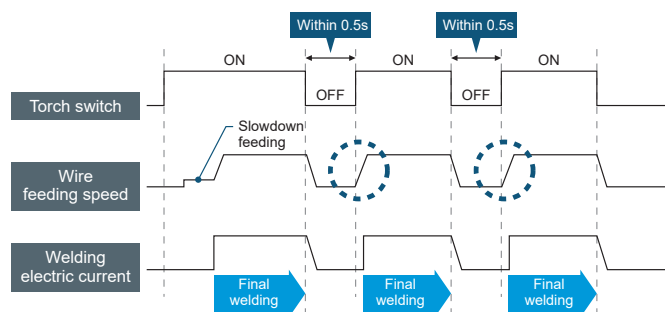 Within 0.5s
Within 0.5s
ON
ON
ON
Torch switch
OFF
OFF
Slowdown
feeding
Wire
feeding speed
Welding
electric current
Final
welding
Final
welding
Final
welding